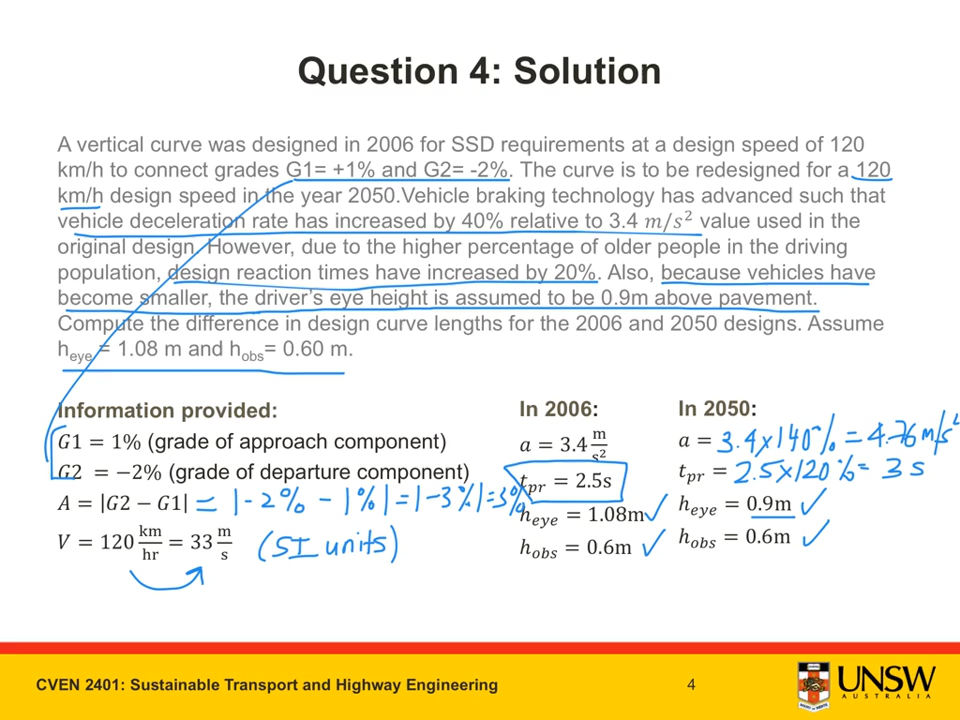 Question 4: Solution
A vertical curve was designed in 2006 for SSD requirements at a design speed of 120
km/h to connect grades G1= +1% and G2= -2%. The curve is to be redesigned for a 120
km/h design speed in the year 2050.Vehicle braking technology has advanced such that
vehicle deceleration rate has increased by 40% relative to 3.4 m/s² value used in the
original design. However, due to the higher percentage of older people in the driving
population, design reaction times have increased by 20%. Also, because vehicles have
become smaller, the driver's eye height is assumed to be 0.9m above pavement.
Compute the difference in design curve lengths for the 2006 and 2050 designs. Assume
h_eye = 1.08 m and h_obs= 0.60 m.
Information provided:
G1 = 1% (grade of approach component)
G2 = −2% (grade of departure component)
A = |G2 − G1| = |-2% - 1%| = |-3%| = 3%
V = 120 km/hr = 33 m/s (SI units)
In 2006:
a = 3.4 m/s²
t_pr = 2.5s
h_eye = 1.08m ✓
h_obs = 0.6m ✓
In 2050:
a = 3.4 x 140% = 4.76 m/s²
t_pr = 2.5 x 120% = 3 s
h_eye = 0.9m ✓
h_obs = 0.6m ✓
CVEN 2401: Sustainable Transport and Highway Engineering
4
UNSW
AUSTRALIA